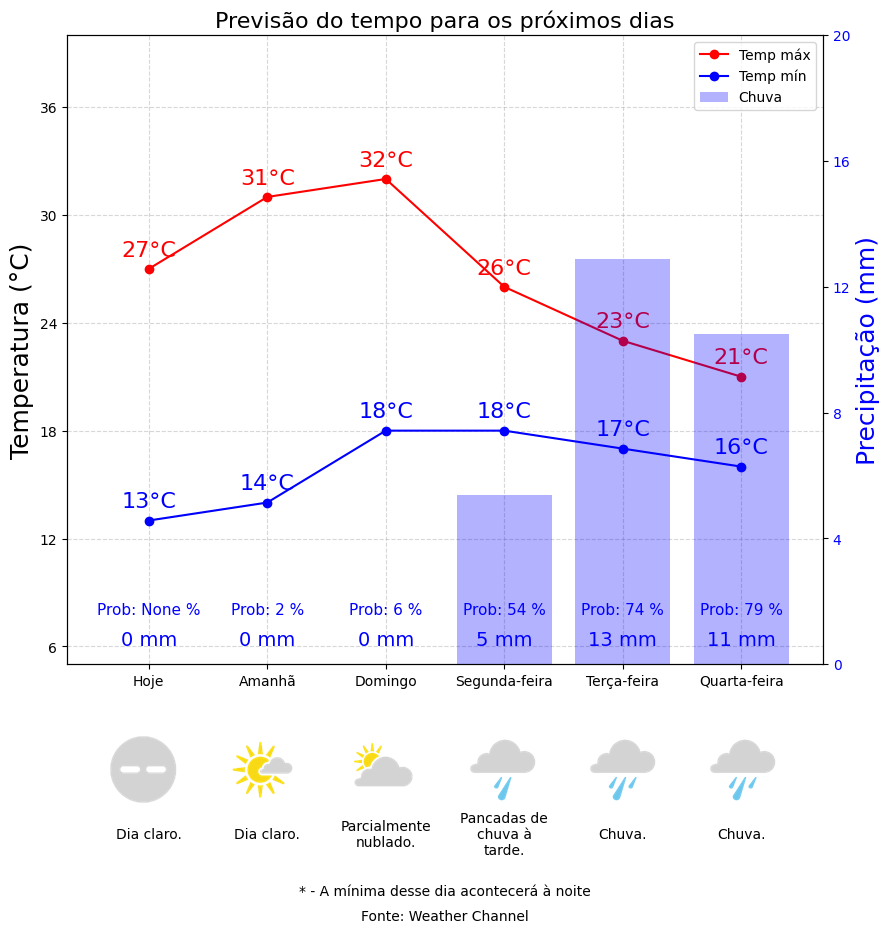 Previsão do tempo para os próximos dias
Temp máx
Temp mín
Chuva
Temperatura (°C)
Precipitação (mm)
36
30
24
18
12
6
20
16
12
8
4
0
27°C
31°C
32°C
26°C
23°C
21°C
13°C
14°C
18°C
18°C
17°C
16°C
Prob: None %
Prob: 2 %
Prob: 6 %
Prob: 54 %
Prob: 74 %
Prob: 79 %
0 mm
0 mm
0 mm
5 mm
13 mm
11 mm
Hoje
Amanhã
Domingo
Segunda-feira
Terça-feira
Quarta-feira
Dia claro.
Dia claro.
Parcialmente
nublado.
Pancadas de
chuva à
tarde.
Chuva.
Chuva.
* - A mínima desse dia acontecerá à noite
Fonte: Weather Channel